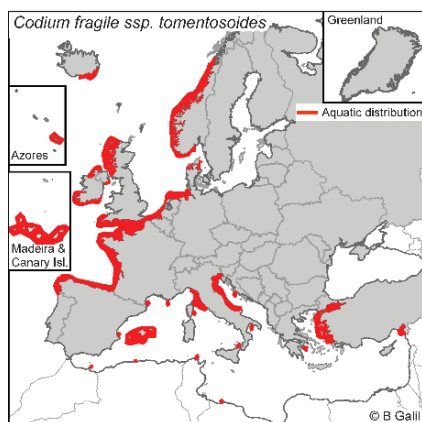 Codium fragile ssp. tomentosoides
Greenland
Aquatic distribution
Azores
Madeira &
Canary Isl.
© B Galil